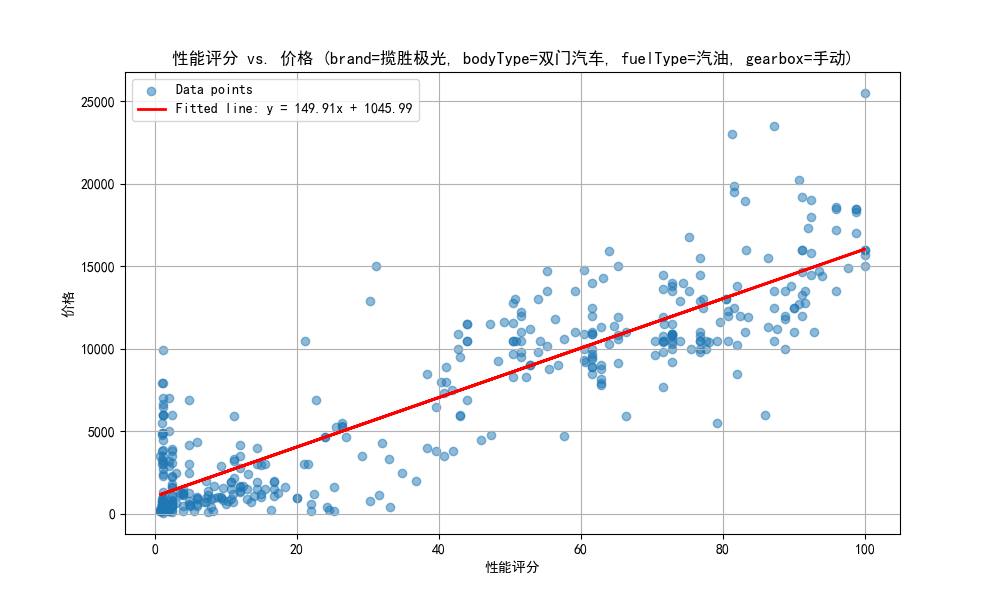 性能评分 vs. 价格 (brand=揽胜极光, bodyType=双门汽车, fuelType=汽油, gearbox=手动)
Data points
Fitted line: y = 149.91x + 1045.99
25000
20000
15000
10000
5000
0
价格
0 20 40 60 80 100
性能评分